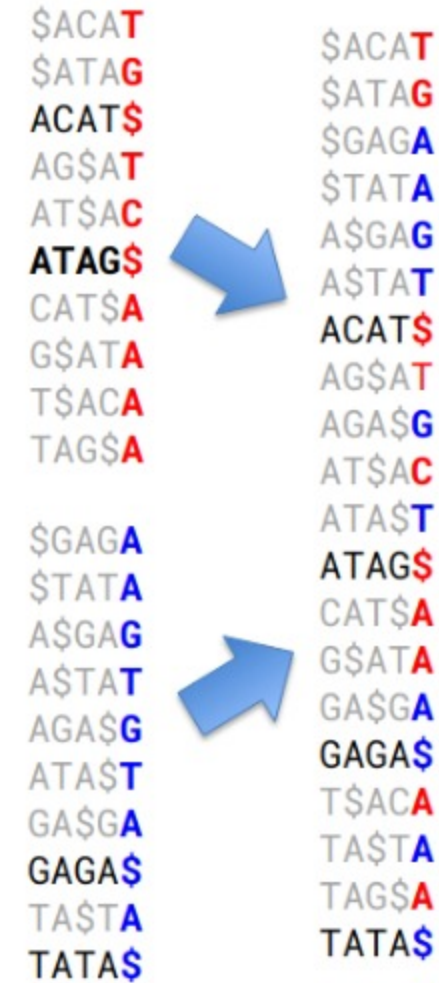 $ACAT
$ATAG
ACAT$
AG$AT
AT$AC
ATAG$
CAT$A
G$ATA
T$ACA
TAG$A
$GAGA
$TATA
A$GAG
A$TAT
AGA$G
ATA$T
GA$GA
GAGA$
TA$TA
TATA$
$ACAT
$ATAG
$GAGA
$TATA
A$GAG
A$TAT
ACAT$
AG$AT
AGA$G
AT$AC
ATA$T
ATAG$
CAT$A
G$ATA
GA$GA
GAGA$
T$ACA
TA$TA
TAG$A
TATA$